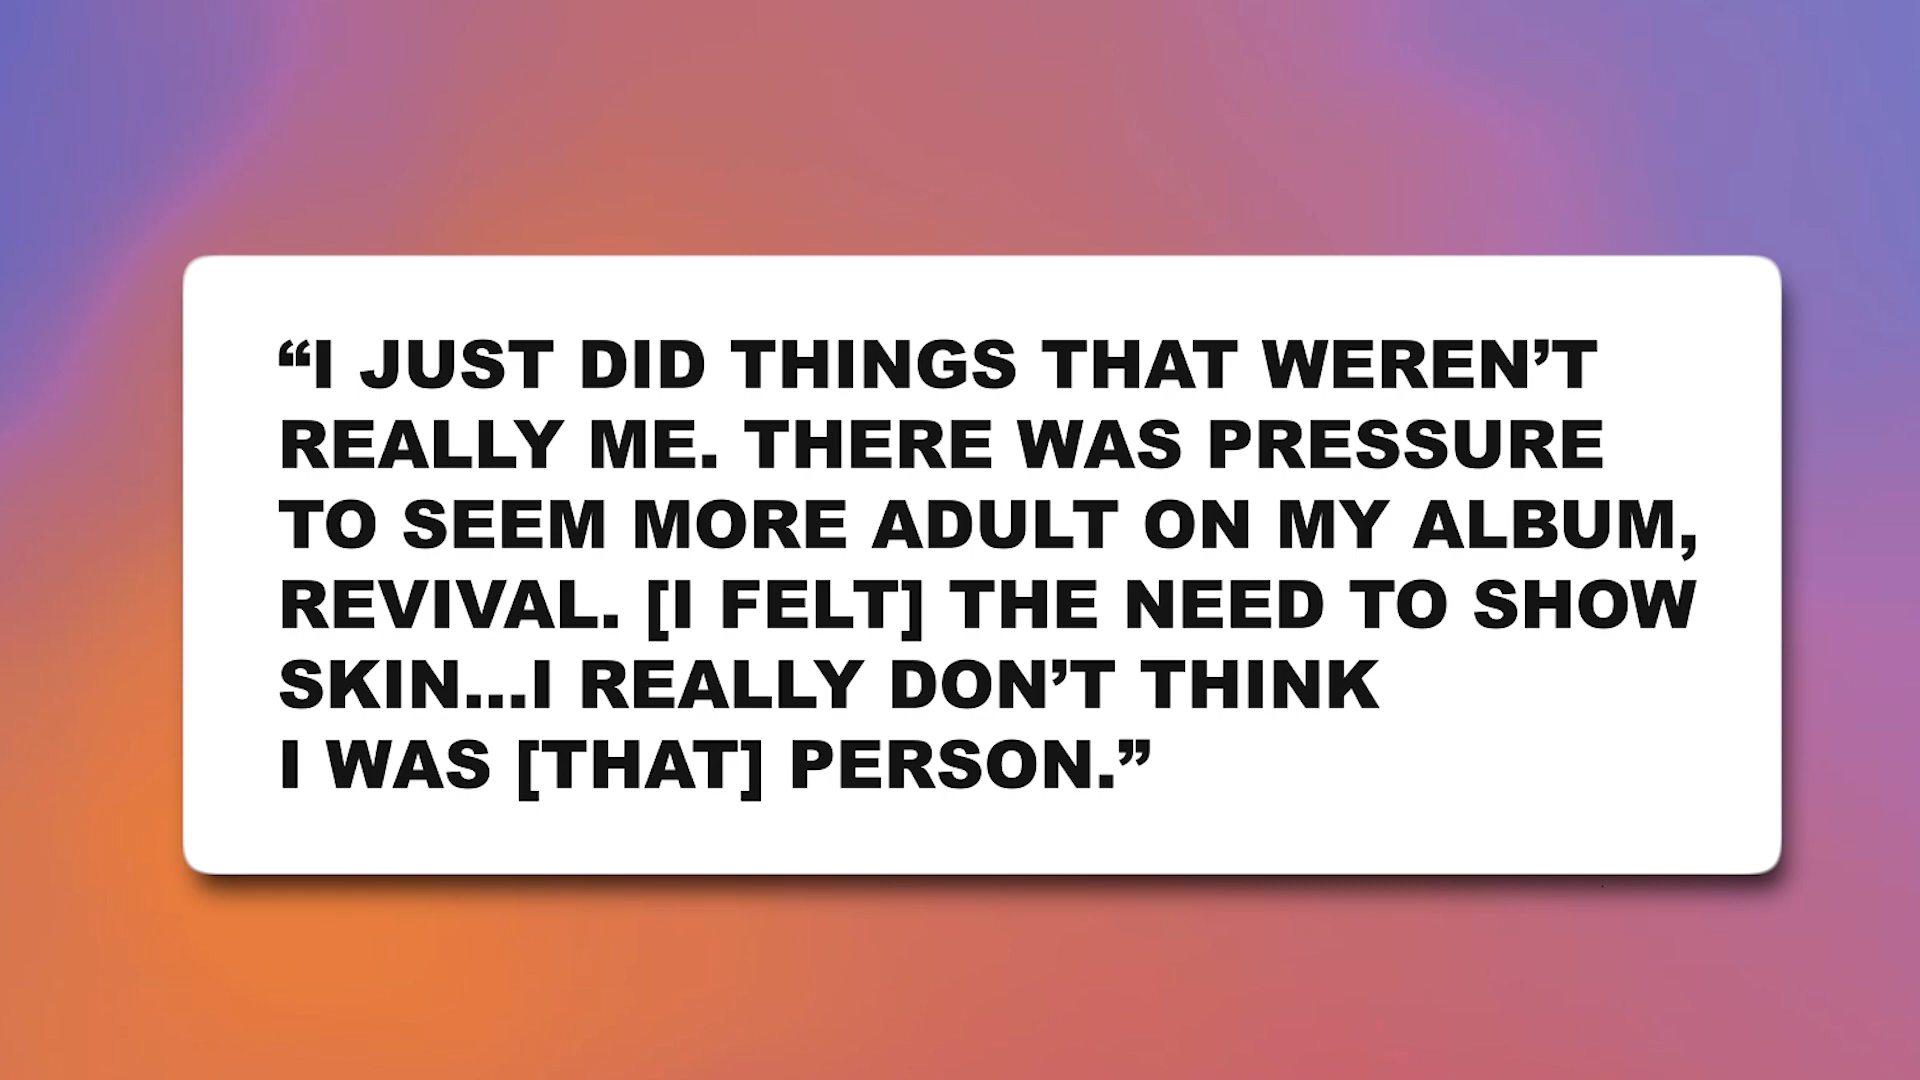 “I JUST DID THINGS THAT WEREN’T
REALLY ME. THERE WAS PRESSURE
TO SEEM MORE ADULT ON MY ALBUM,
REVIVAL. [I FELT] THE NEED TO SHOW
SKIN...I REALLY DON’T THINK
I WAS [THAT] PERSON.”